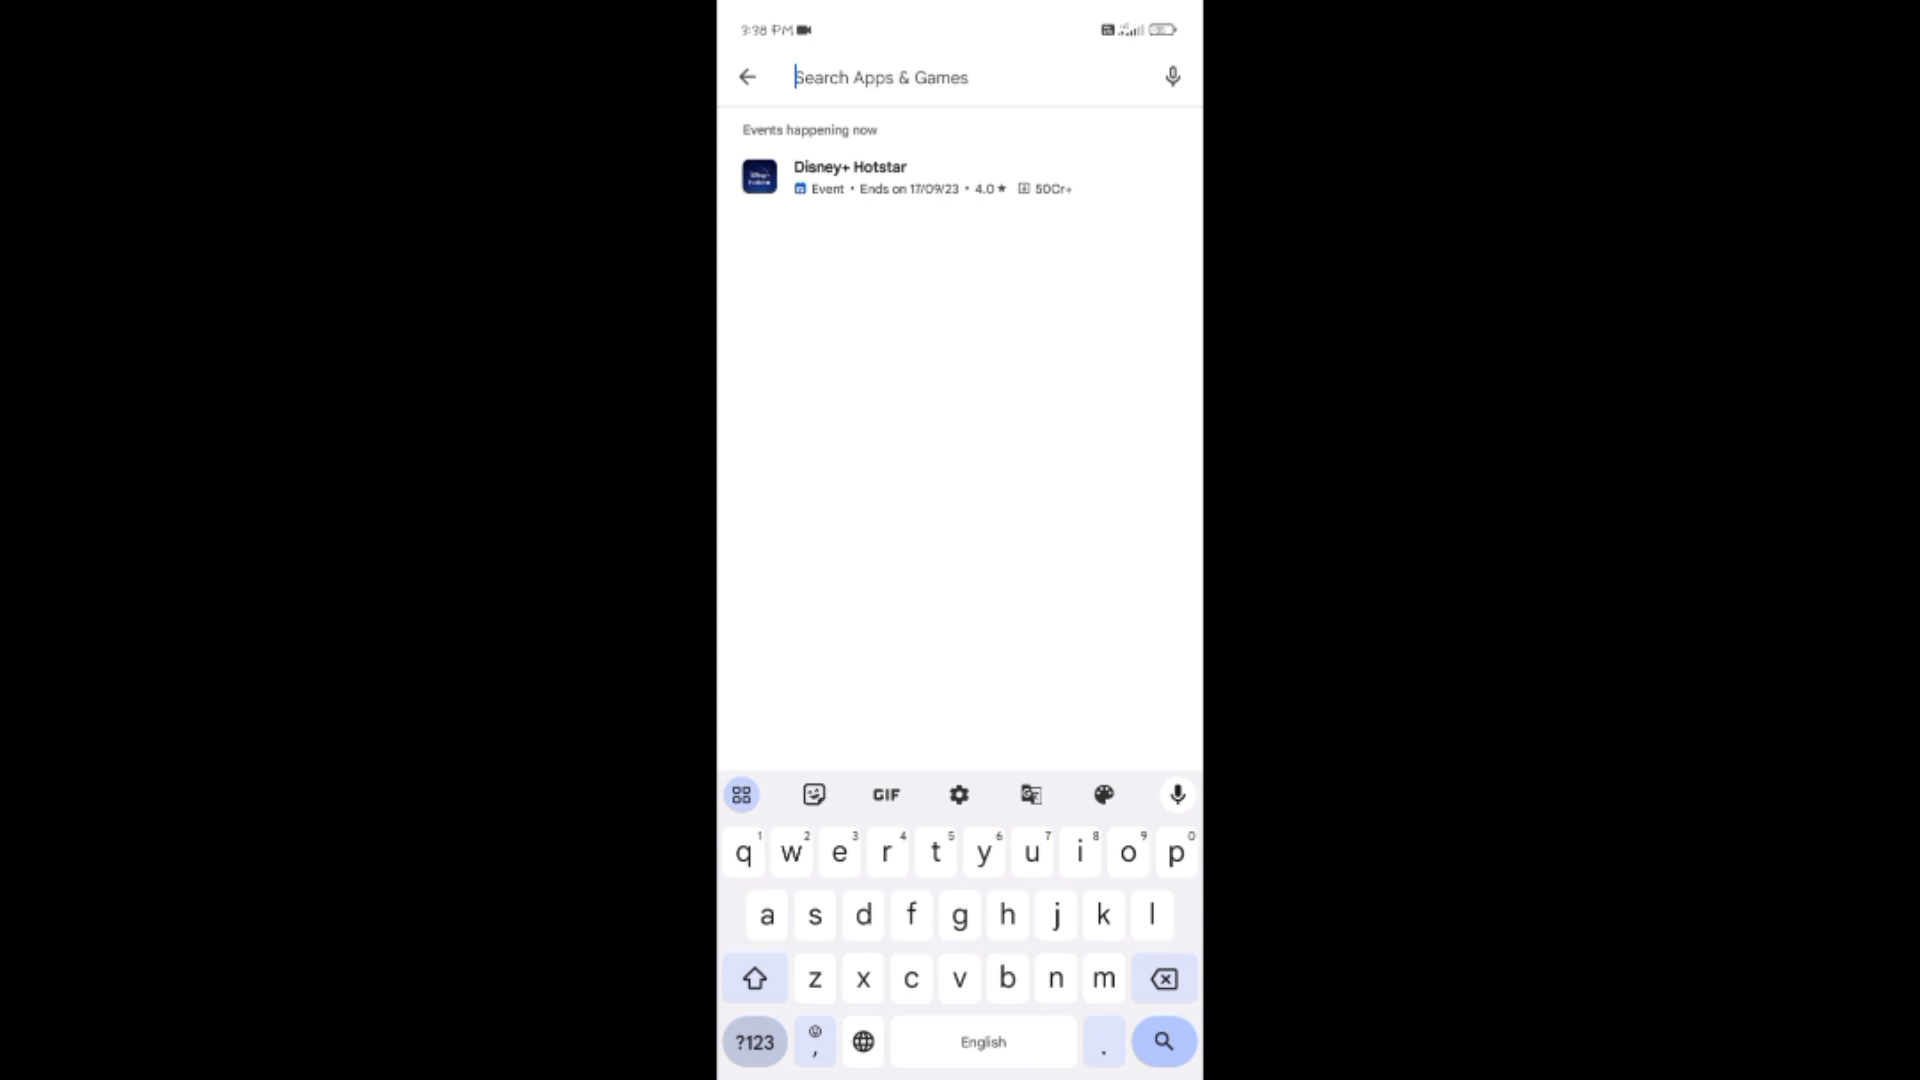 3:38 PM
Search Apps & Games
Events happening now
Disney+ Hotstar
Event • Ends on 17/09/23 • 4.0★ 50Cr+
GIF
1 2 3 4 5 6 7 8 9 0
q w e r t y u i o p
a s d f g h j k l
z x c v b n m
?123 , English .